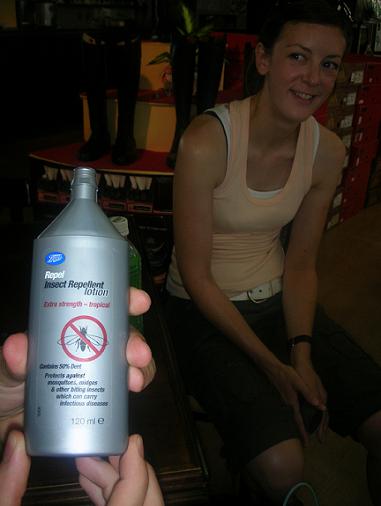 Boots
Repel
Insect Repellent
lotion
Extra strength - tropical
Contains 50% Deet
Protects against
mosquitoes, midges
& other biting insects
which can carry
infectious diseases
120 ml e